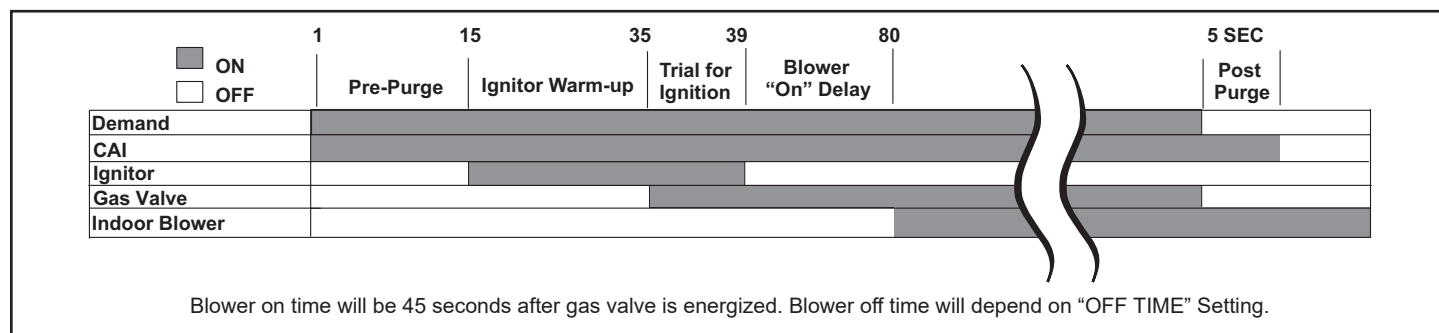 1 15 35 39 80 5 SEC
ON
OFF
Pre-Purge Ignitor Warm-up Trial for Ignition Blower “On” Delay Post Purge
Demand
CAI
Ignitor
Gas Valve
Indoor Blower
Blower on time will be 45 seconds after gas valve is energized. Blower off time will depend on “OFF TIME” Setting.